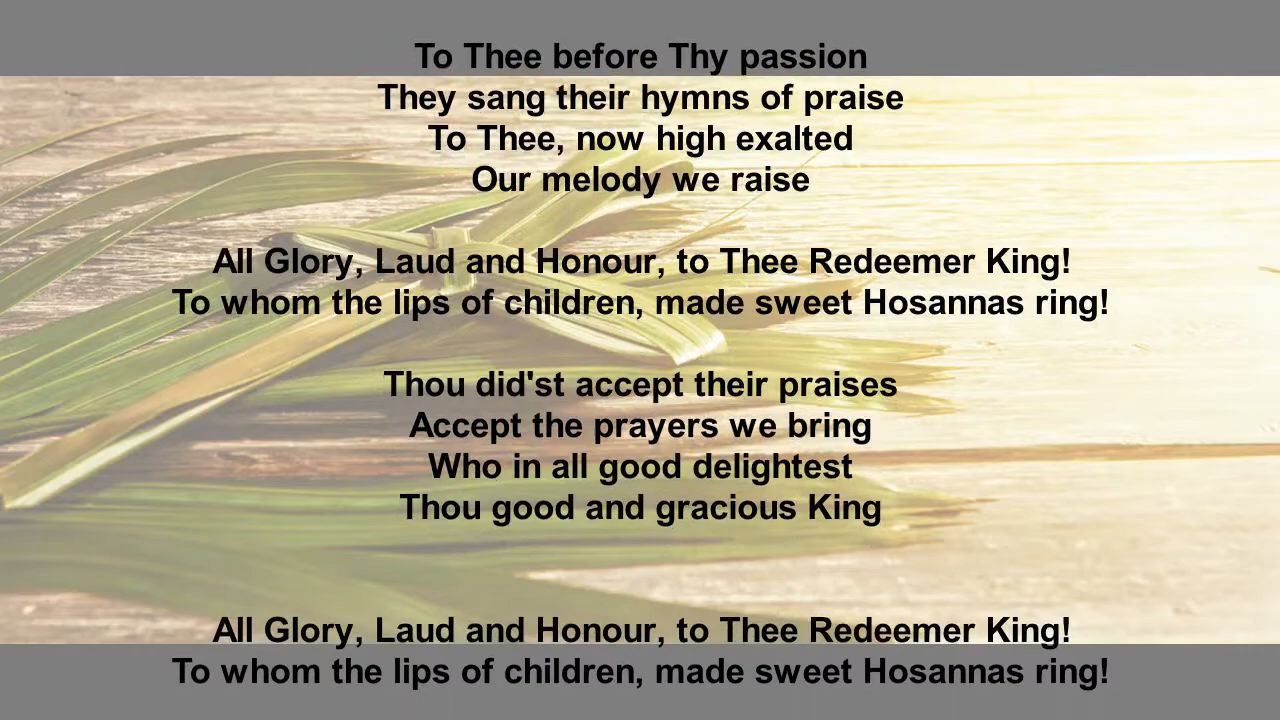 To Thee before Thy passion
They sang their hymns of praise
To Thee, now high exalted
Our melody we raise
All Glory, Laud and Honour, to Thee Redeemer King!
To whom the lips of children, made sweet Hosannas ring!
Thou did'st accept their praises
Accept the prayers we bring
Who in all good delightest
Thou good and gracious King
All Glory, Laud and Honour, to Thee Redeemer King!
To whom the lips of children, made sweet Hosannas ring!